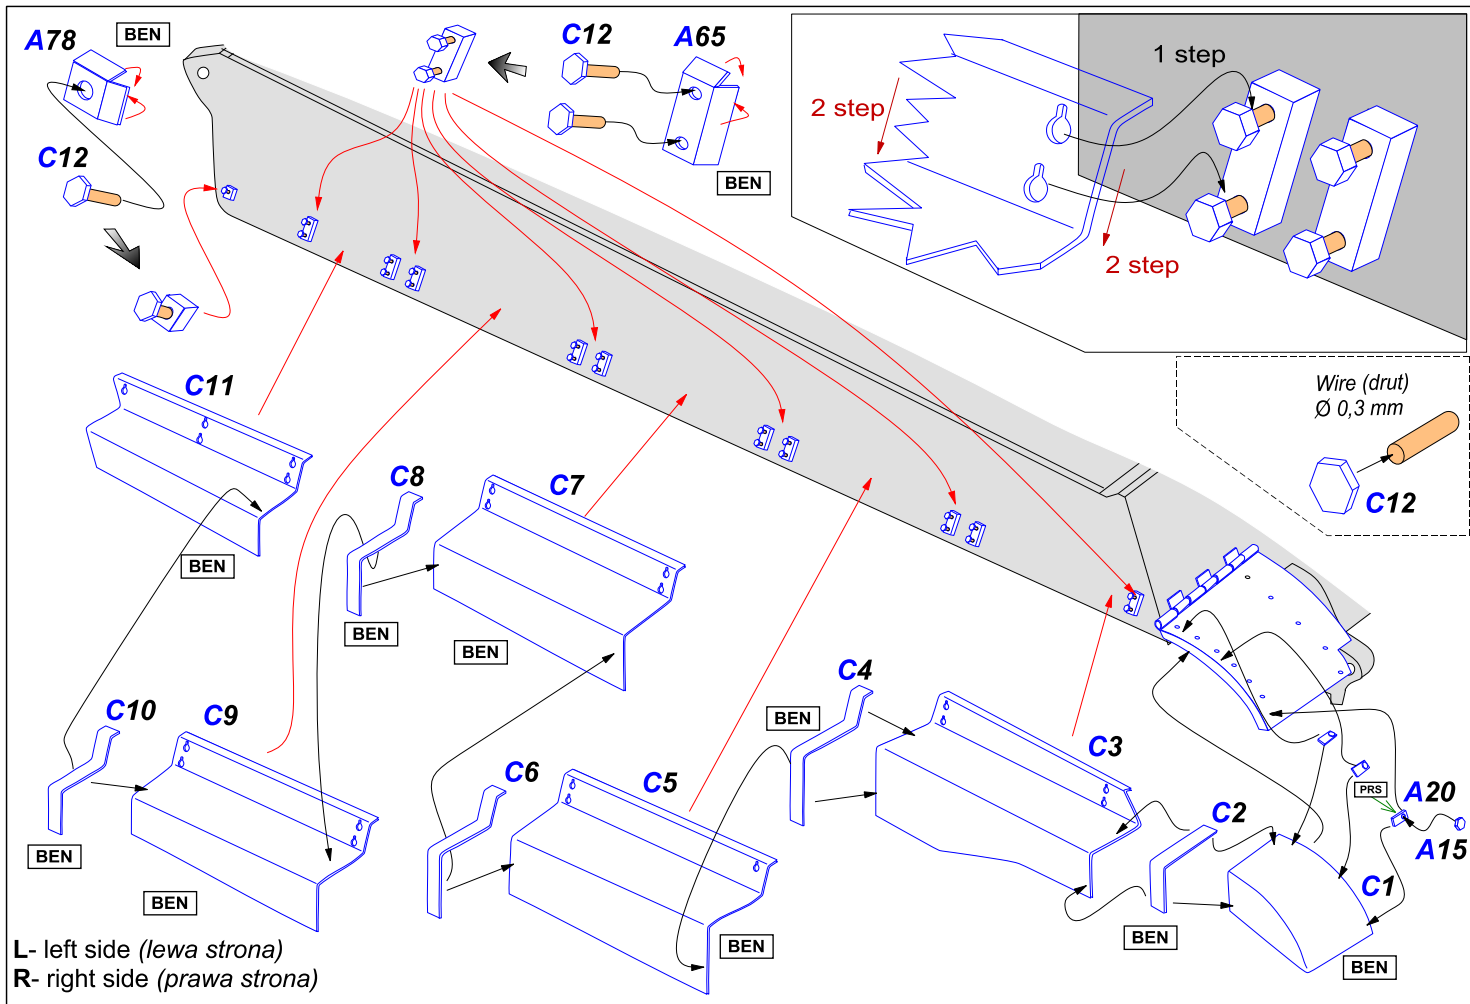 A78
BEN
C12
A65
C12
BEN
1 step
2 step
2 step
Wire (drut)
Ø 0,3 mm
C12
C11
BEN
C8
BEN
C7
BEN
C10
BEN
C9
BEN
C6
C5
BEN
C4
BEN
C3
C2
BEN
PRS
A20
A15
C1
BEN
L- left side (lewa strona)
R- right side (prawa strona)